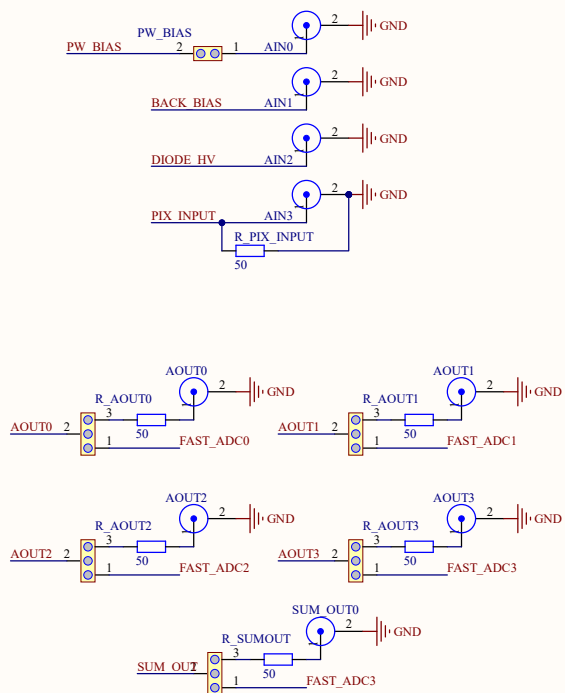 PW_BIAS
2 GND
PW_BIAS 2 1 AIN0
2 GND
BACK_BIAS AIN1
2 GND
DIODE_HV AIN2
2 GND
PIX_INPUT AIN3
R_PIX_INPUT
50
AOUT0 AOUT1
2 GND 2 GND
R_AOUT0 R_AOUT1
3 3
AOUT0 2 50 AOUT1 2 50
1 FAST_ADC0 1 FAST_ADC1
AOUT2 AOUT3
2 GND 2 GND
R_AOUT2 R_AOUT3
3 3
AOUT2 2 50 AOUT3 2 50
1 FAST_ADC2 1 FAST_ADC3
SUM_OUT0
2 GND
R_SUMOUT
3
SUM_OUT 2 50
1 FAST_ADC3